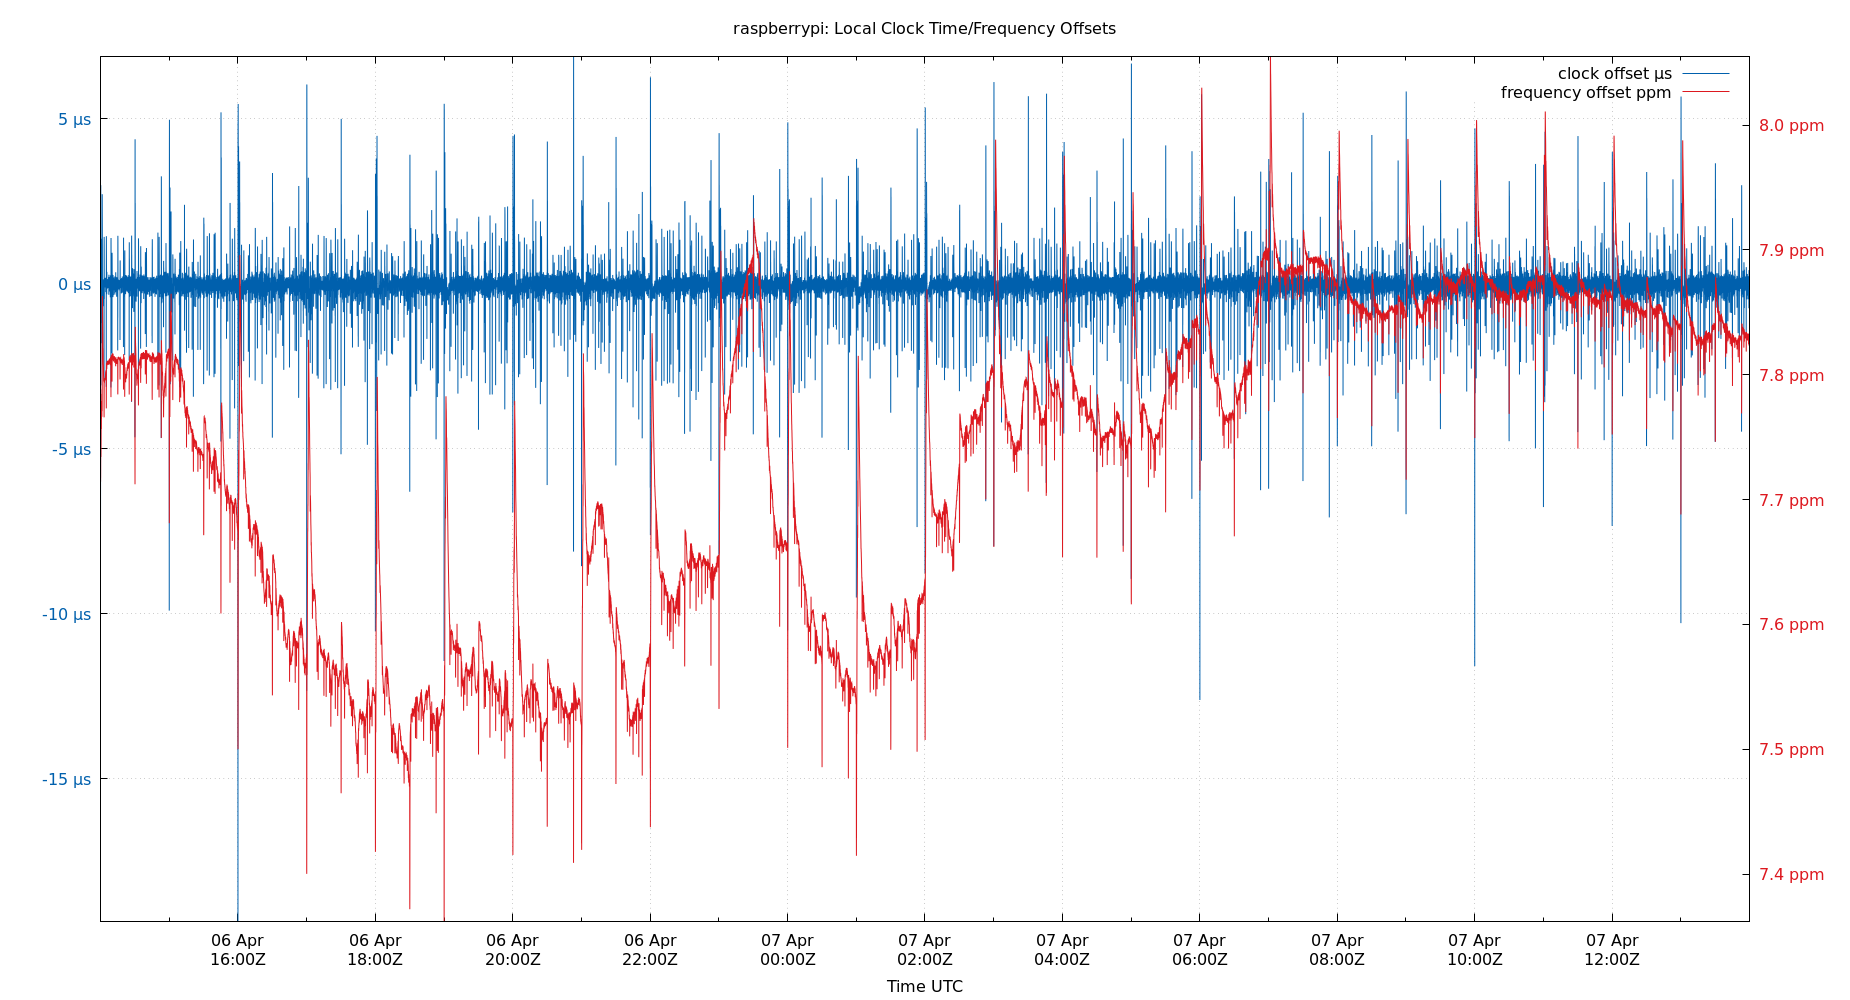 raspberrypi: Local Clock Time/Frequency Offsets
clock offset µs
frequency offset ppm
5 µs
0 µs
-5 µs
-10 µs
-15 µs
8.0 ppm
7.9 ppm
7.8 ppm
7.7 ppm
7.6 ppm
7.5 ppm
7.4 ppm
06 Apr 06 Apr 06 Apr 06 Apr 07 Apr 07 Apr 07 Apr 07 Apr 07 Apr 07 Apr 07 Apr
16:00Z 18:00Z 20:00Z 22:00Z 00:00Z 02:00Z 04:00Z 06:00Z 08:00Z 10:00Z 12:00Z
Time UTC